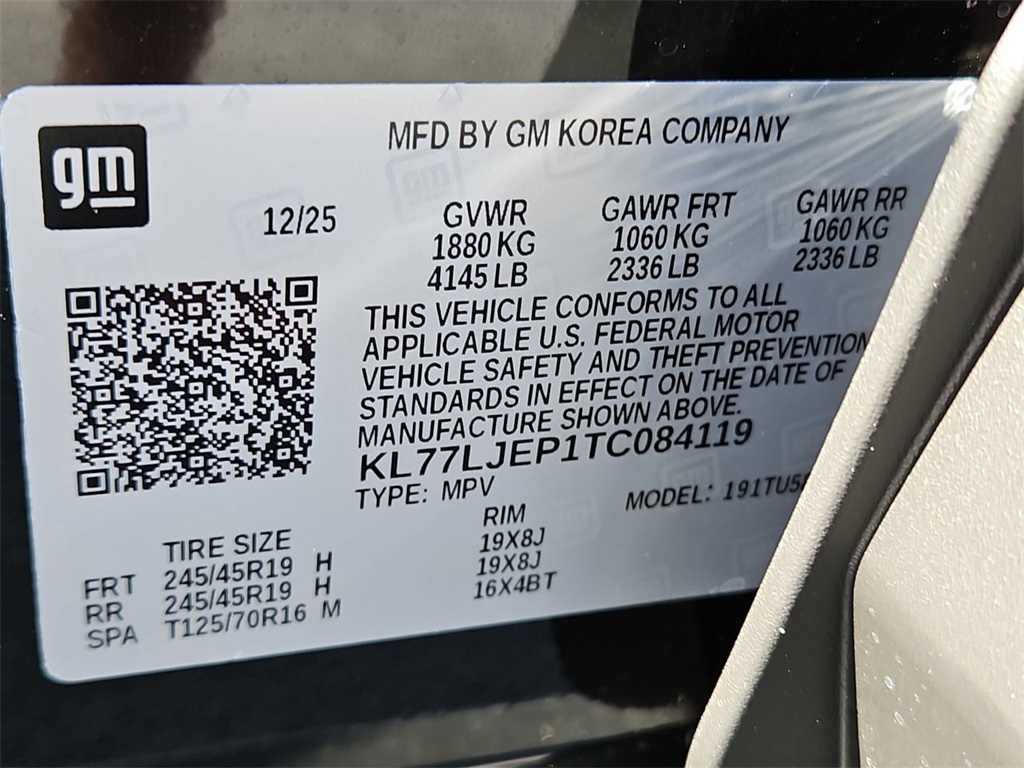 gm
MFD BY GM KOREA COMPANY
12/25
GVWR GAWR FRT GAWR RR
1880 KG 1060 KG 1060 KG
4145 LB 2336 LB 2336 LB
THIS VEHICLE CONFORMS TO ALL
APPLICABLE U.S. FEDERAL MOTOR
VEHICLE SAFETY AND THEFT PREVENTION
STANDARDS IN EFFECT ON THE DATE OF
MANUFACTURE SHOWN ABOVE.
KL77LJEP1TC084119
TYPE: MPV MODEL:
TIRE SIZE RIM
FRT 245/45R19 H 19X8J
RR 245/45R19 H 19X8J
SPA T125/70R16 M 16X4BT